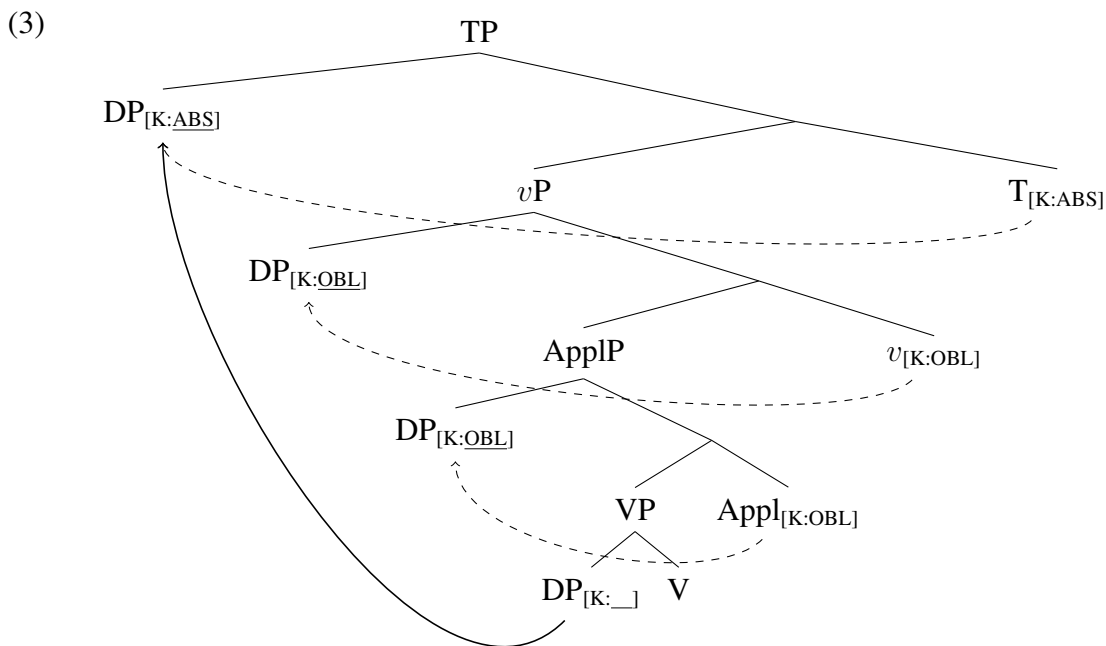 (3)
TP
DP[K:ABS]
vP T[K:ABS]
DP[K:OBL]
ApplP v[K:OBL]
DP[K:OBL]
VP Appl[K:OBL]
DP[K:__] V